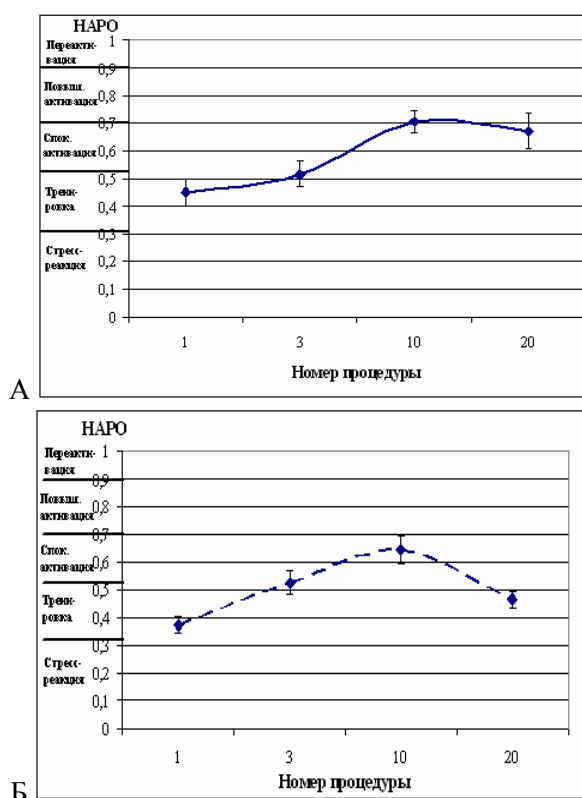 НАРО
1
Переакти-
вация
0,9
Повыш.
активация
0,8
0,7
Спок.
активация
0,6
0,5
Трени-
ровка
0,4
0,3
Стресс-
реакция
0,2
0,1
0
1 3 10 20
Номер процедуры
А
НАРО
1
Переакти-
вация
0,9
Повыш.
активация
0,8
0,7
Спок.
активация
0,6
0,5
Трени-
ровка
0,4
0,3
Стресс-
реакция
0,2
0,1
0
1 3 10 20
Номер процедуры
Б